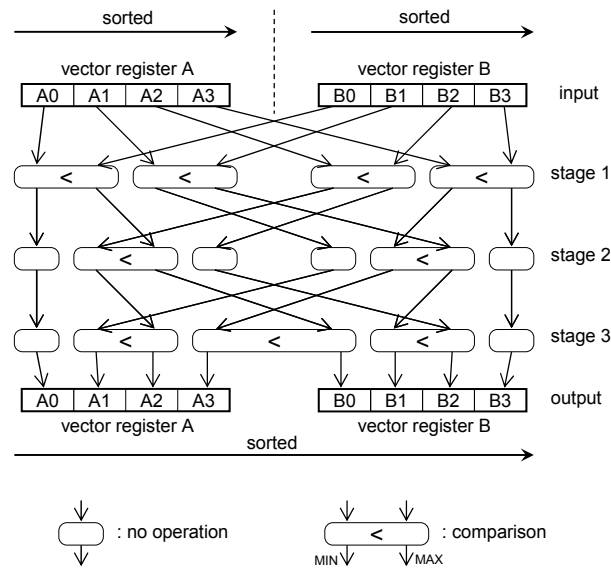 sorted sorted
vector register A vector register B
A0 A1 A2 A3 B0 B1 B2 B3 input
< < < < stage 1
< < stage 2
< < < stage 3
A0 A1 A2 A3 B0 B1 B2 B3 output
vector register A vector register B
sorted
: no operation < : comparison
MIN MAX